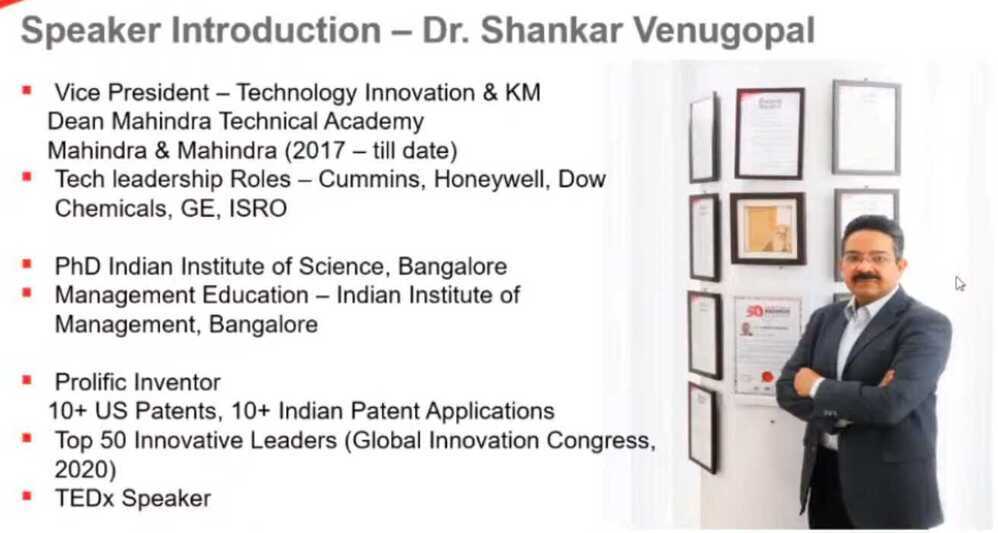 Speaker Introduction – Dr. Shankar Venugopal
▪ Vice President – Technology Innovation & KM
Dean Mahindra Technical Academy
Mahindra & Mahindra (2017 – till date)
▪ Tech leadership Roles – Cummins, Honeywell, Dow
Chemicals, GE, ISRO
▪ PhD Indian Institute of Science, Bangalore
▪ Management Education – Indian Institute of
Management, Bangalore
▪ Prolific Inventor
10+ US Patents, 10+ Indian Patent Applications
▪ Top 50 Innovative Leaders (Global Innovation Congress,
2020)
▪ TEDx Speaker
50